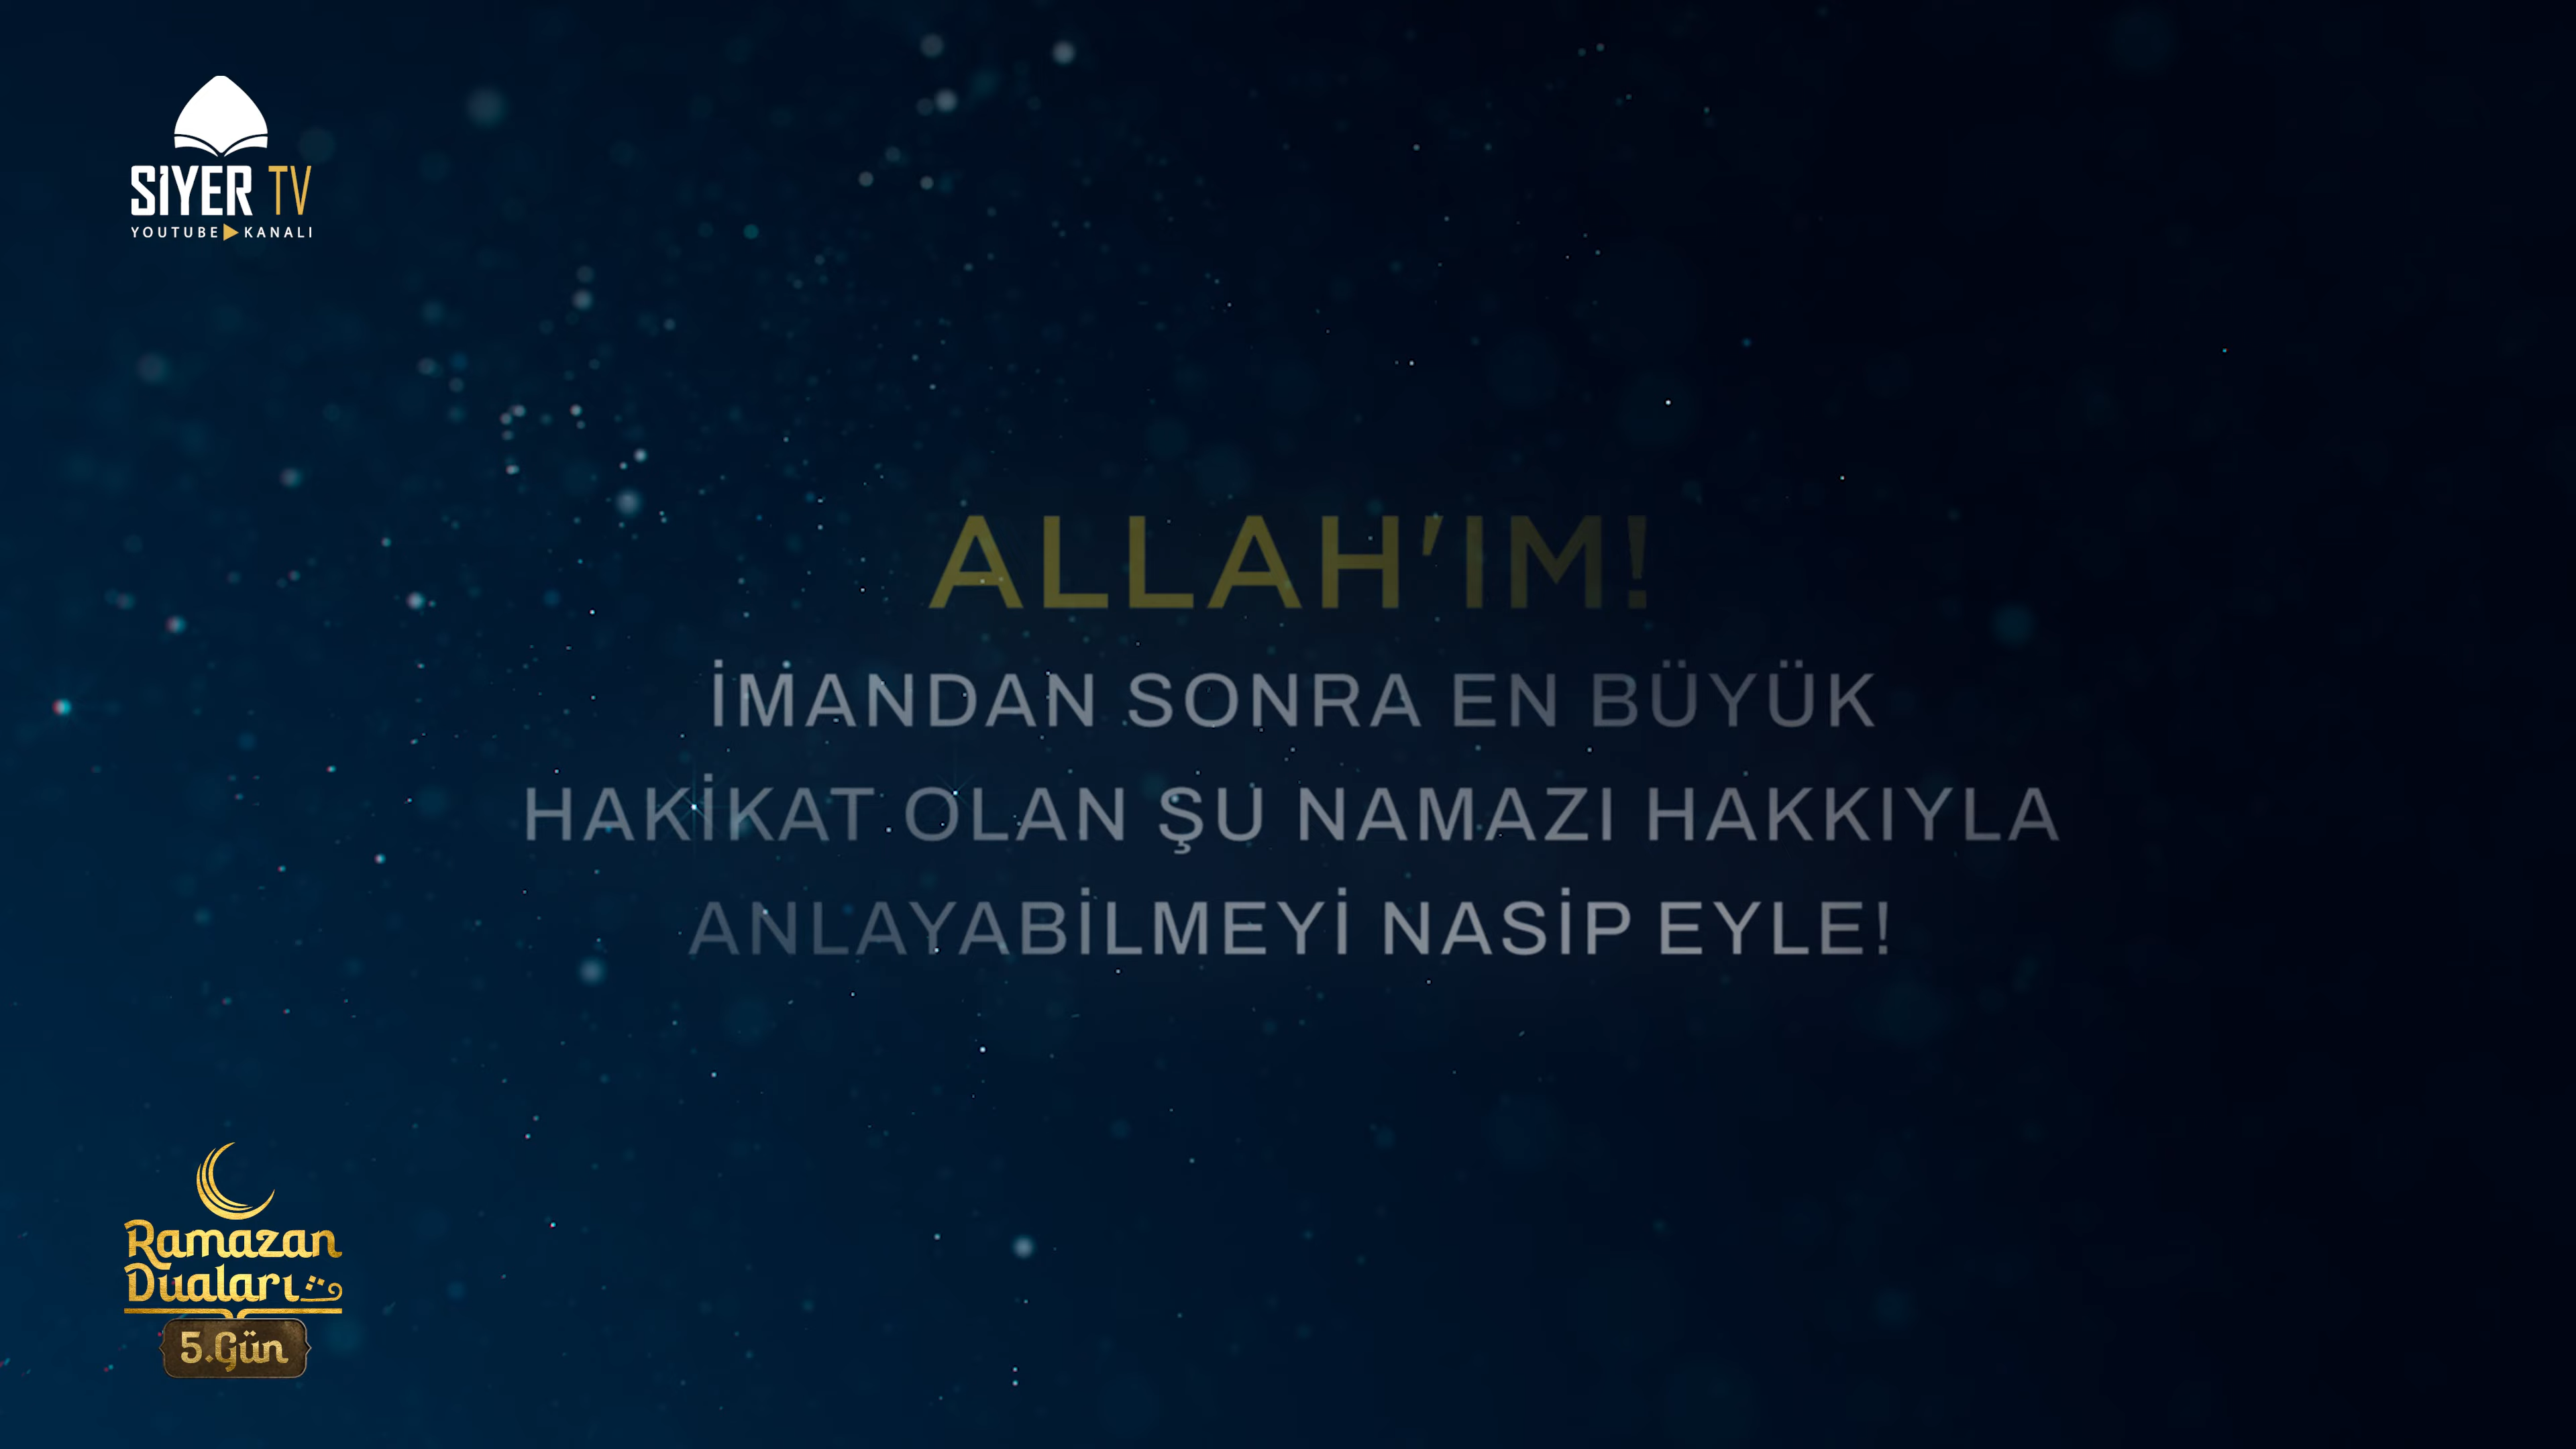 SİYER TV
YOUTUBE KANALI
ALLAH'IM!
İMANDAN SONRA EN BÜYÜK
HAKİKAT OLAN ŞU NAMAZI HAKKIYLA
ANLAYABİLMEYİ NASİP EYLE!
Ramazan
Duaları
5.Gün